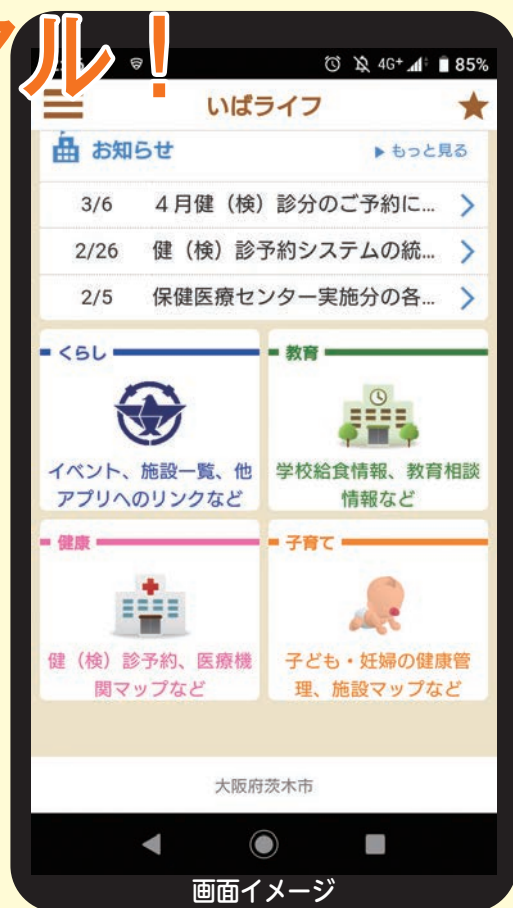 ル！
4G+ 85%
いばライフ
お知らせ
▶ もっと見る
3/6 4月健（検）診分のご予約に...
2/26 健（検）診予約システムの統...
2/5 保健医療センター実施分の各...
くらし
イベント、施設一覧、他
アプリへのリンクなど
教育
学校給食情報、教育相談
情報など
健康
健（検）診予約、医療機
関マップなど
子育て
子ども・妊婦の健康管
理、施設マップなど
大阪府茨木市
画面イメージ